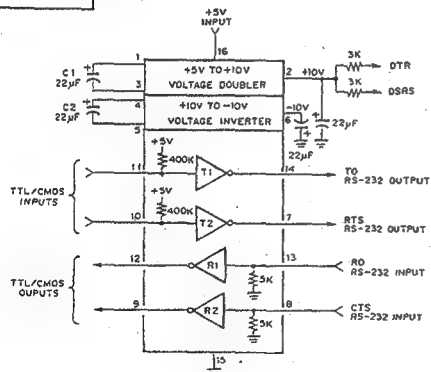 +5V
INPUT
16
1
C1
22µF
+
3
+5V TO+10V
VOLTAGE DOUBLER
2
+10V
3K
DTR
3K
DSRS
C2
22µF
+
4
5
+10V TO-10V
VOLTAGE INVERTER
-10V
6
+
22µF
+
22µF
+5V
400K
11
T1
14
TO
RS-232 OUTPUT
TTL/CMOS
INPUTS
+5V
400K
10
T2
7
RTS
RS-232 OUTPUT
12
R1
13
RO
RS-232 INPUT
5K
TTL/CMOS
OUPUTS
9
R2
8
CTS
RS-232 INPUT
5K
15